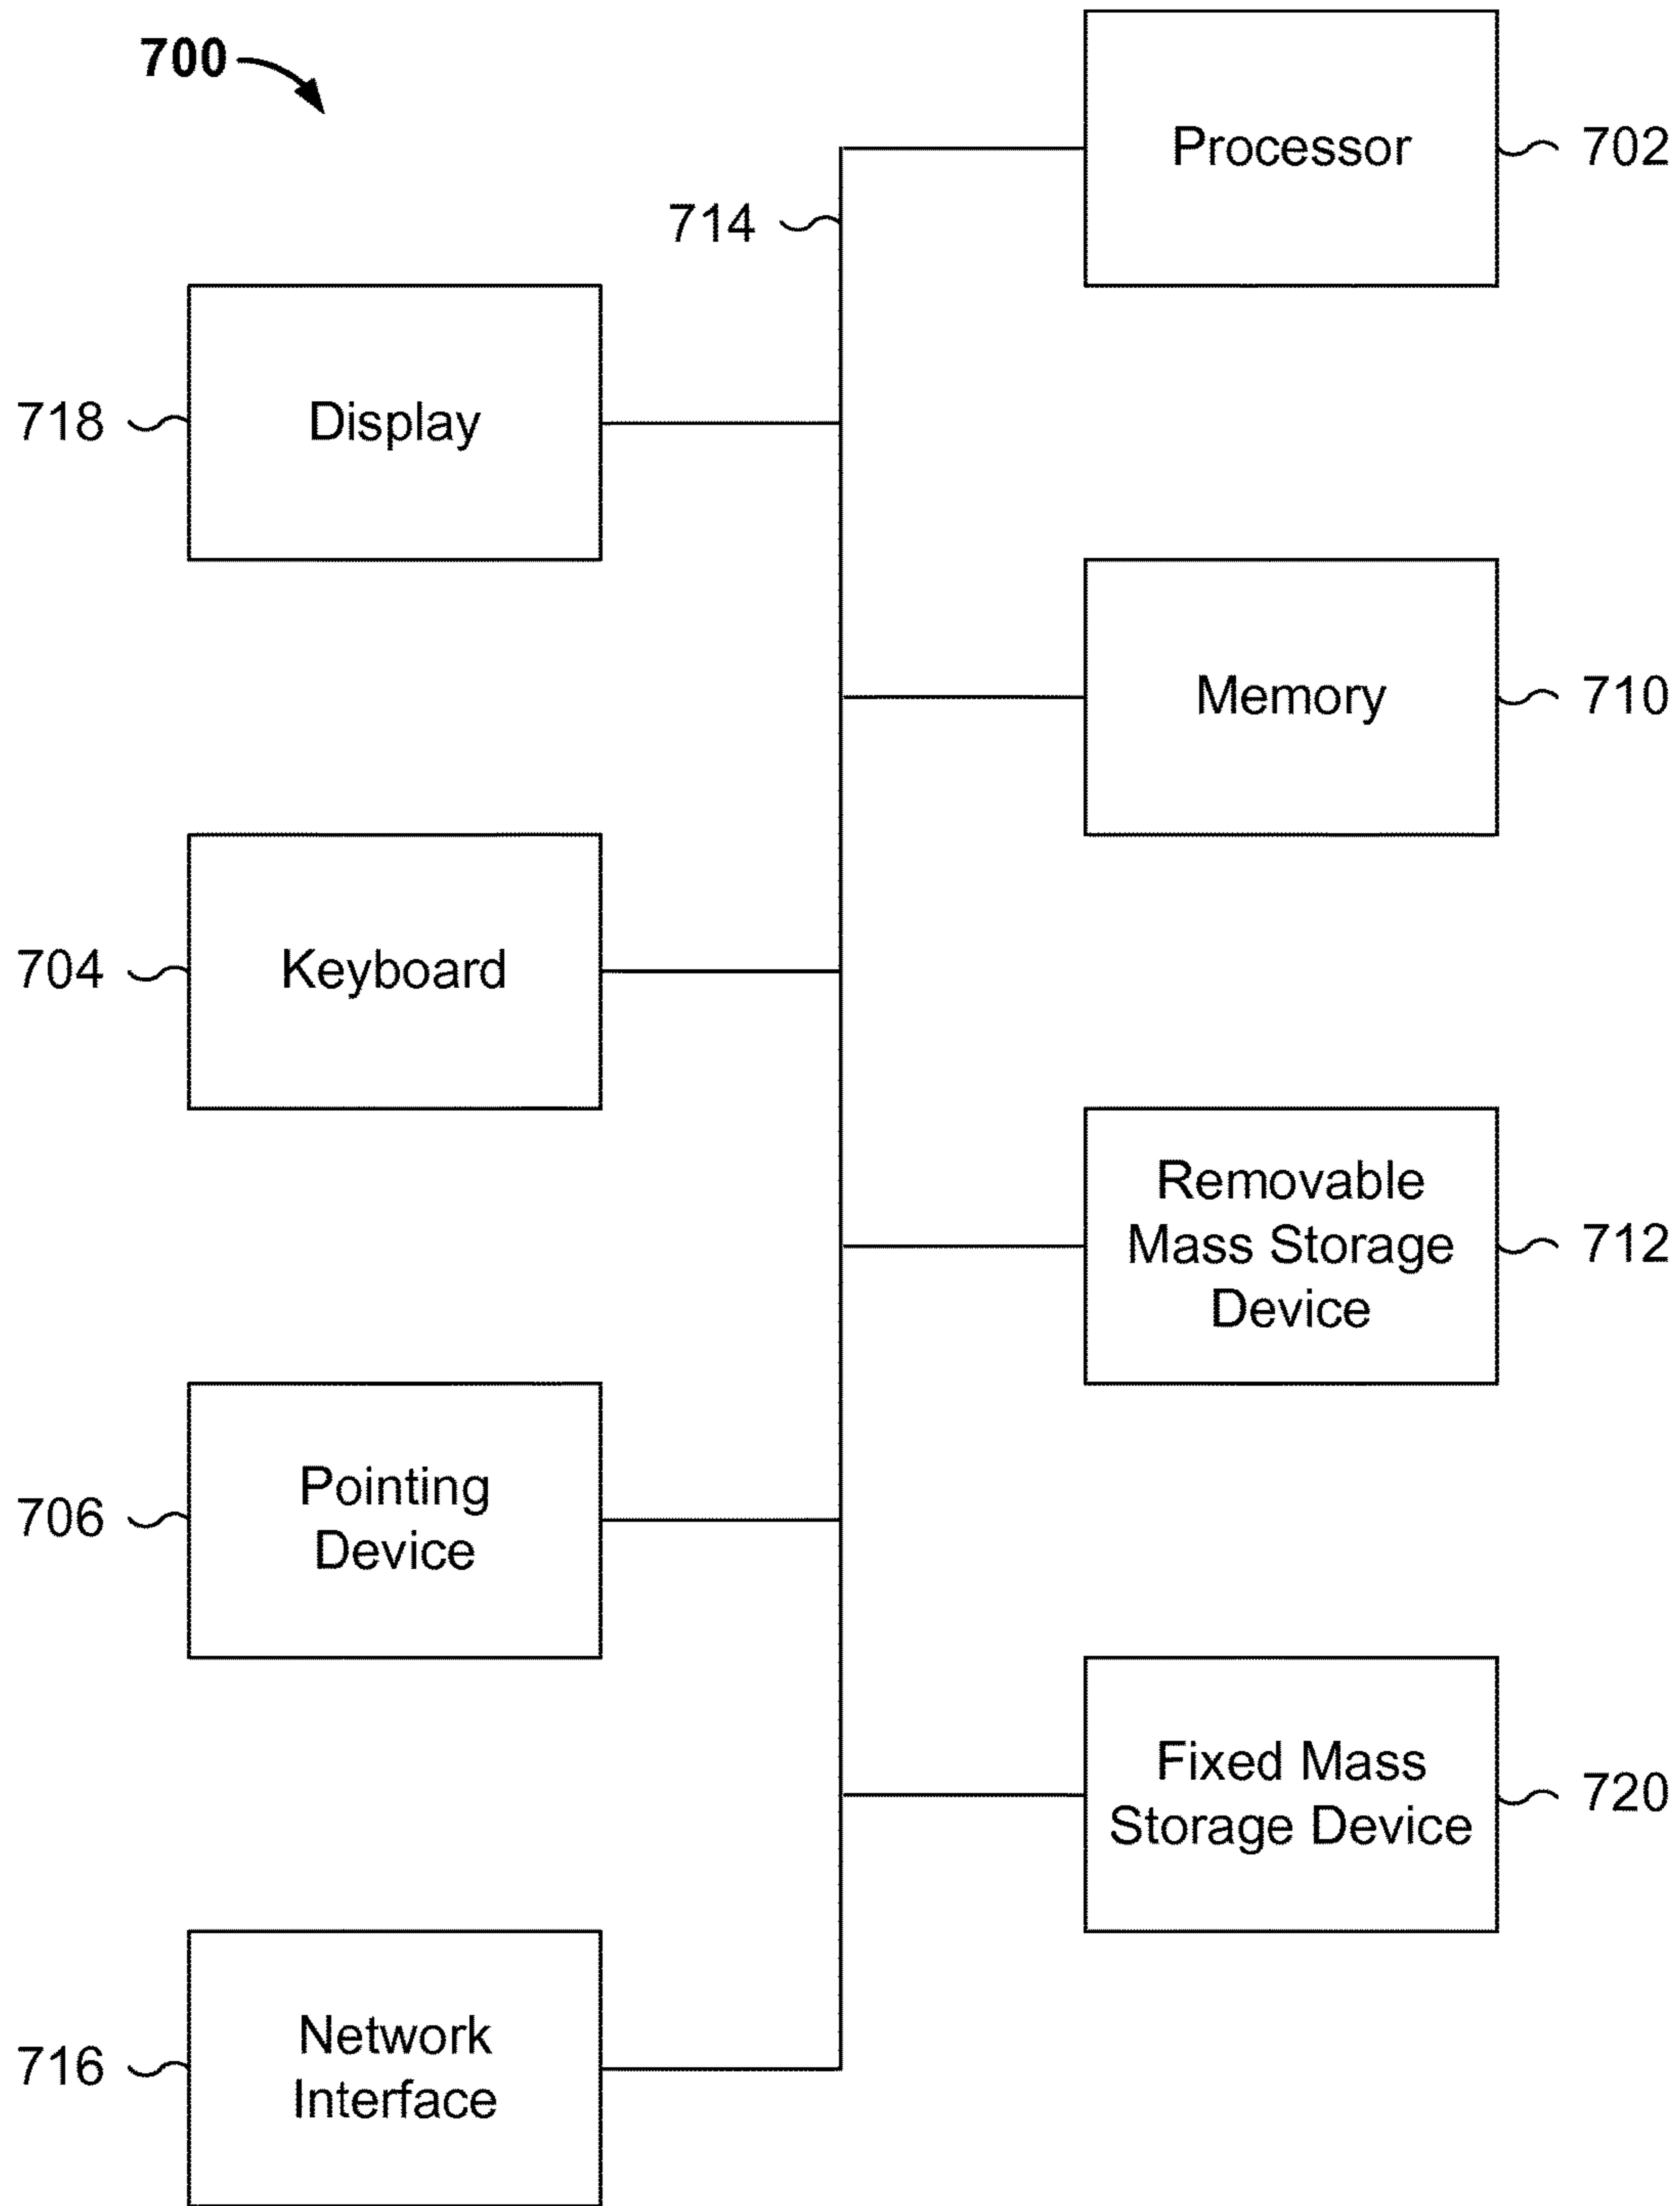 700
Processor
702
714
718
Display
Memory
710
704
Keyboard
Removable
Mass Storage
Device
712
706
Pointing
Device
Fixed Mass
Storage Device
720
716
Network
Interface